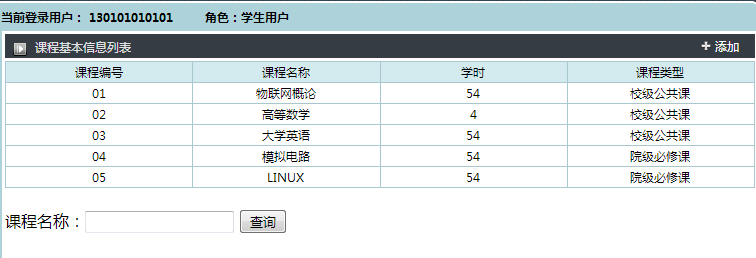 当前登录用户： 130101010101 角色：学生用户
课程基本信息列表 添加
课程编号 课程名称 学时 课程类型
01 物联网概论 54 校级公共课
02 高等数学 4 校级公共课
03 大学英语 54 校级公共课
04 模拟电路 54 院级必修课
05 LINUX 54 院级必修课
课程名称： 查询